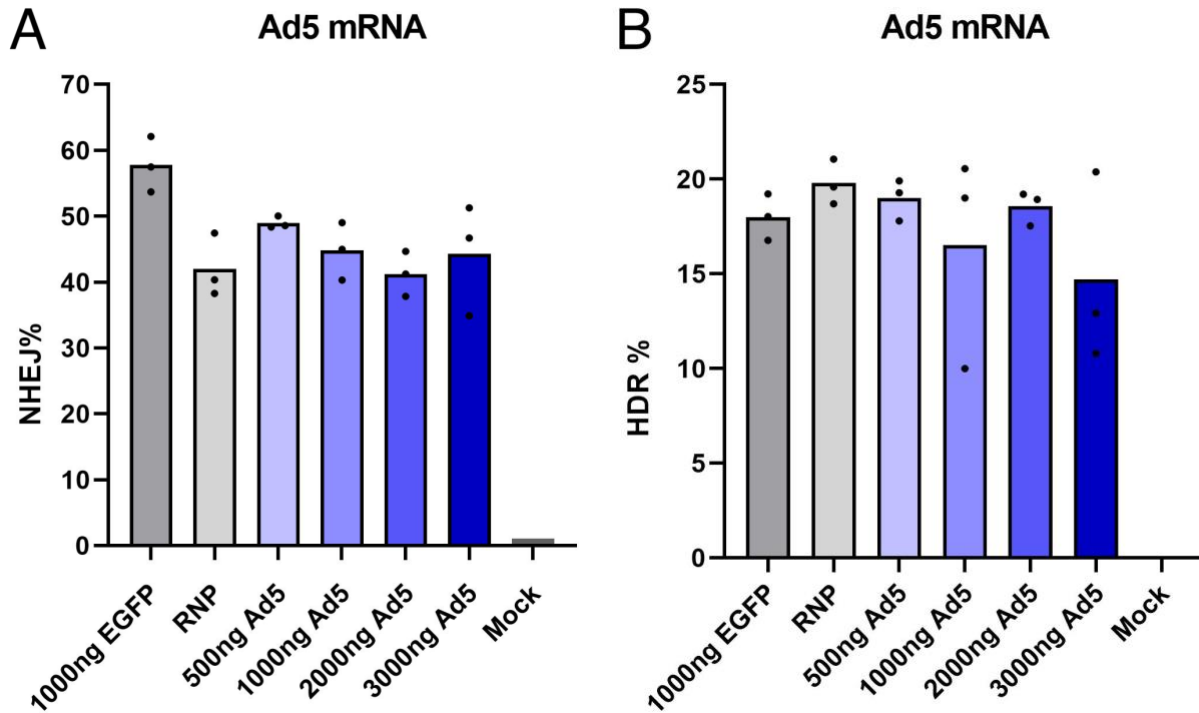 A
Ad5 mRNA
NHEJ%
70
60
50
40
30
20
10
0
1000ng EGFP
RNP
500ng Ad5
1000ng Ad5
2000ng Ad5
3000ng Ad5
Mock
B
Ad5 mRNA
HDR %
25
20
15
10
5
0
1000ng EGFP
RNP
500ng Ad5
1000ng Ad5
2000ng Ad5
3000ng Ad5
Mock